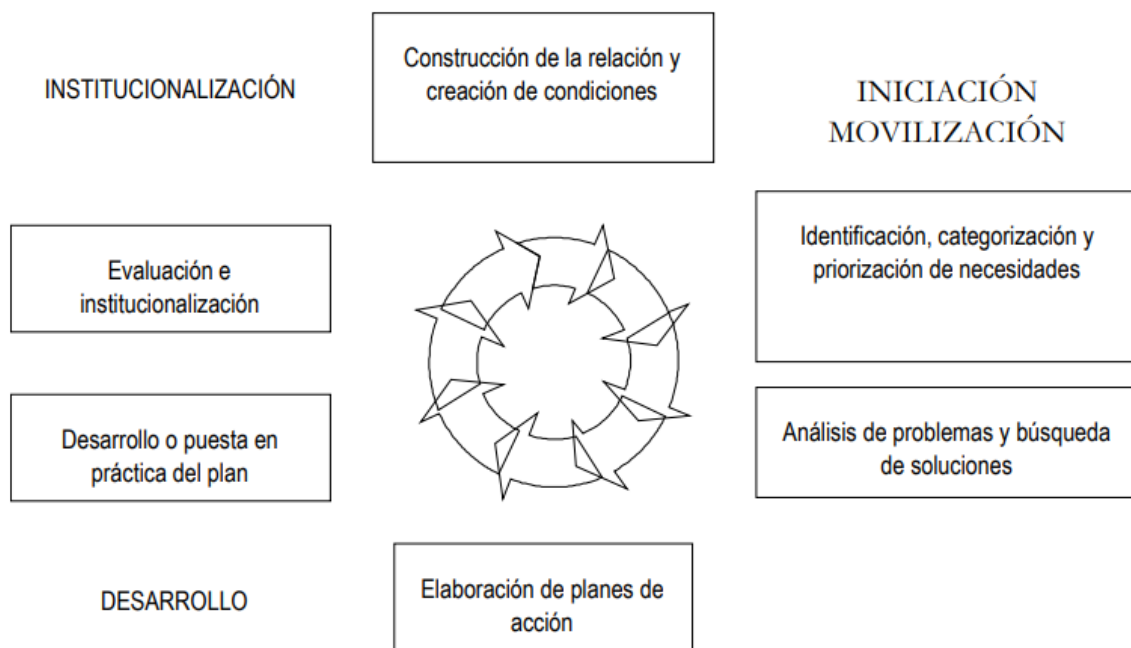 INSTITUCIONALIZACIÓN
Construcción de la relación y
creación de condiciones
INICIACIÓN
MOVILIZACIÓN
Evaluación e
institucionalización
Identificación, categorización y
priorización de necesidades
Desarrollo o puesta en
práctica del plan
Análisis de problemas y búsqueda
de soluciones
DESARROLLO
Elaboración de planes de
acción